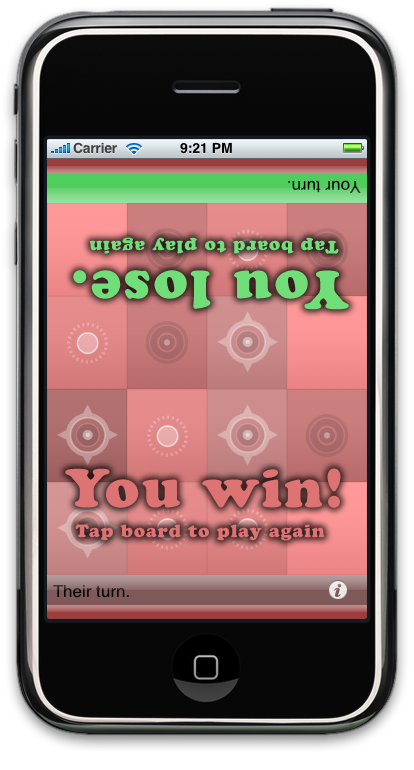 Carrier 9:21 PM
Your turn.
Tap board to play again
You lose.
You win!
Tap board to play again
Their turn.